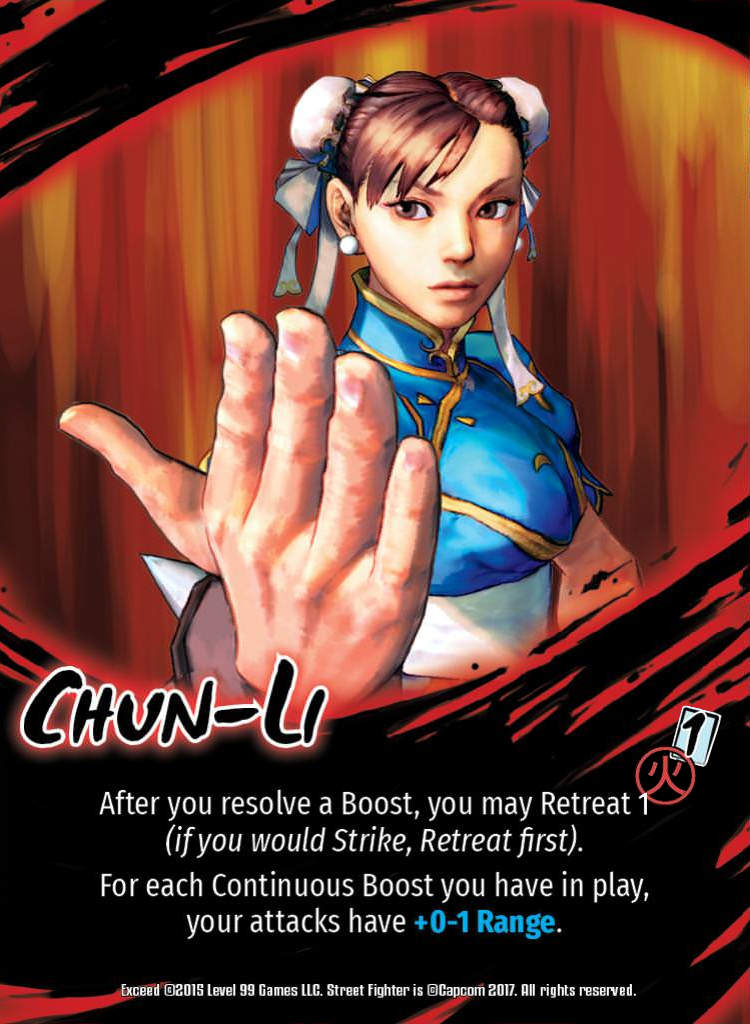 Chun-Li
1
火
After you resolve a Boost, you may Retreat 1
(if you would Strike, Retreat first).
For each Continuous Boost you have in play,
your attacks have +0-1 Range.
Exceed ©2015 Level 99 Games LLC. Street Fighter is ©Capcom 2017. All rights reserved.